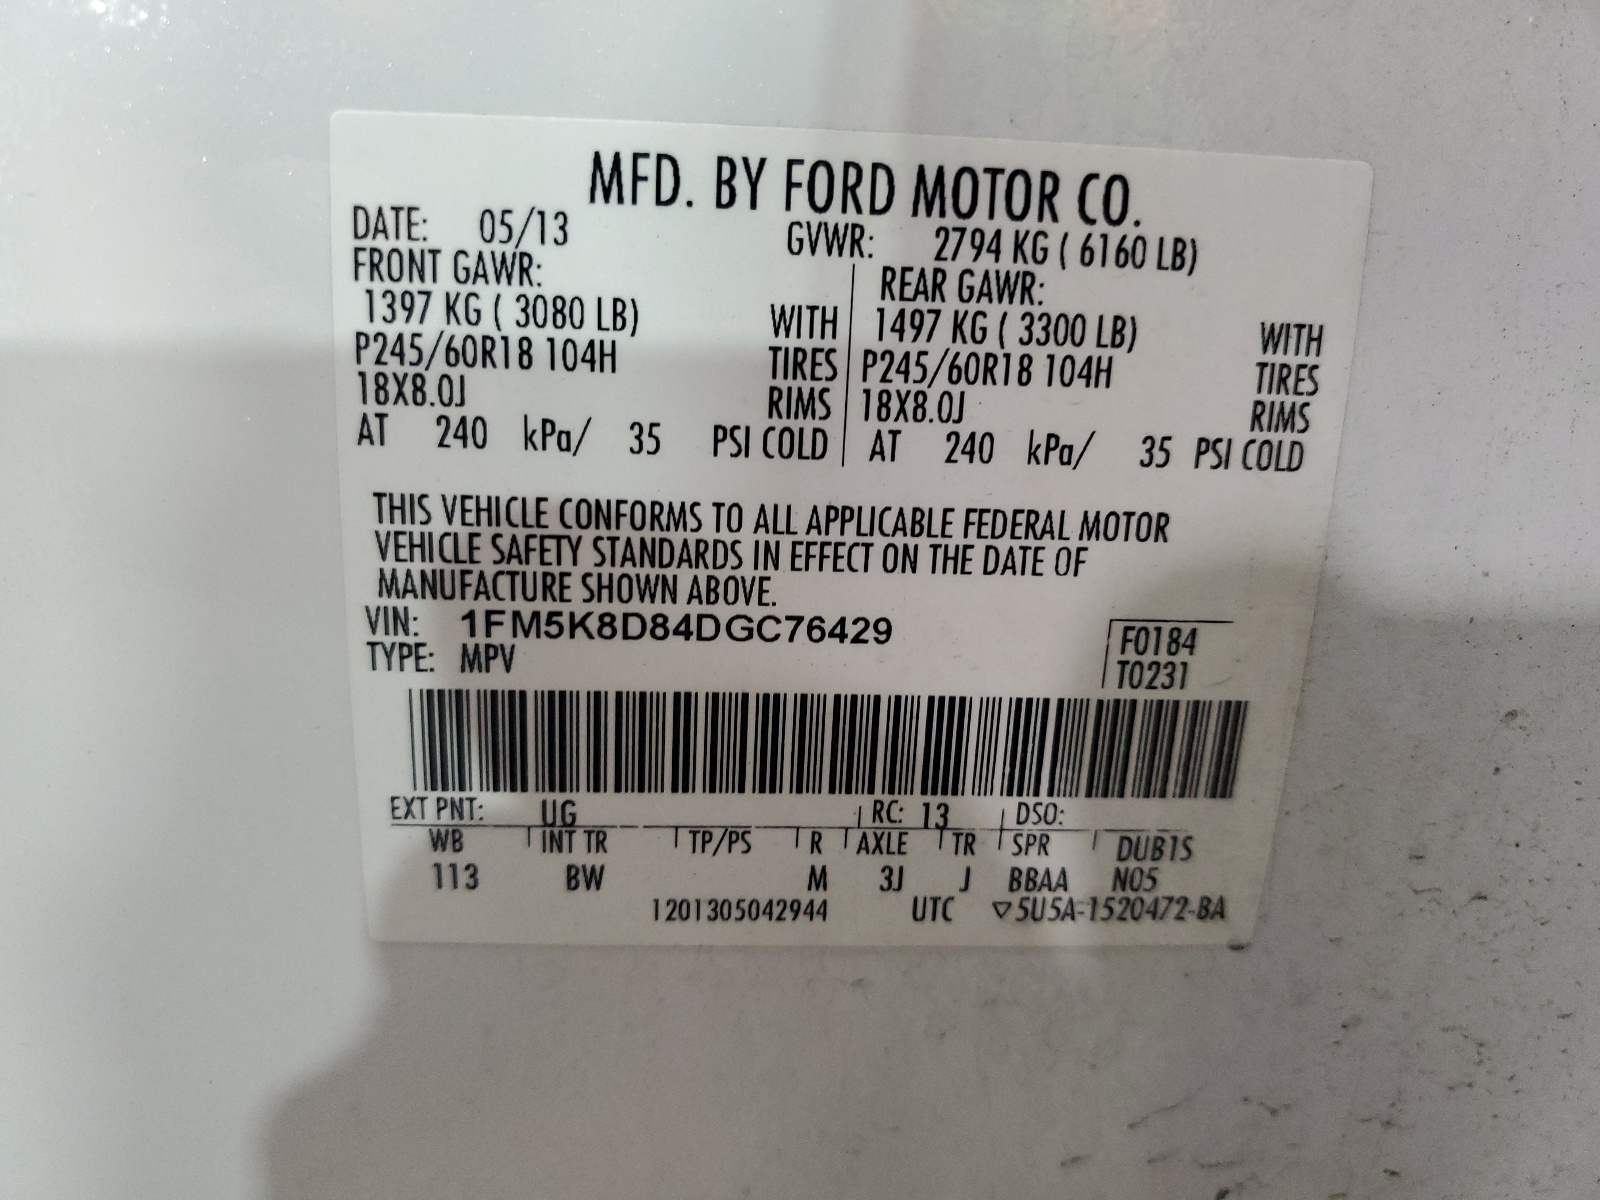 MFD. BY FORD MOTOR CO.
DATE: 05/13 GVWR: 2794 KG ( 6160 LB)
FRONT GAWR: REAR GAWR:
1397 KG ( 3080 LB) WITH 1497 KG ( 3300 LB) WITH
P245/60R18 104H TIRES P245/60R18 104H TIRES
18X8.0J RIMS 18X8.0J RIMS
AT 240 kPa/ 35 PSI COLD AT 240 kPa/ 35 PSI COLD
THIS VEHICLE CONFORMS TO ALL APPLICABLE FEDERAL MOTOR
VEHICLE SAFETY STANDARDS IN EFFECT ON THE DATE OF
MANUFACTURE SHOWN ABOVE.
VIN: 1FM5K8D84DGC76429 F0184
TYPE: MPV T0231
EXT PNT: UG RC: 13 DSO:
WB INT TR TP/PS R AXLE TR SPR DUB1S
113 BW M 3J J BBAA N05
1201305042944 UTC ▽5U5A-1520472-BA